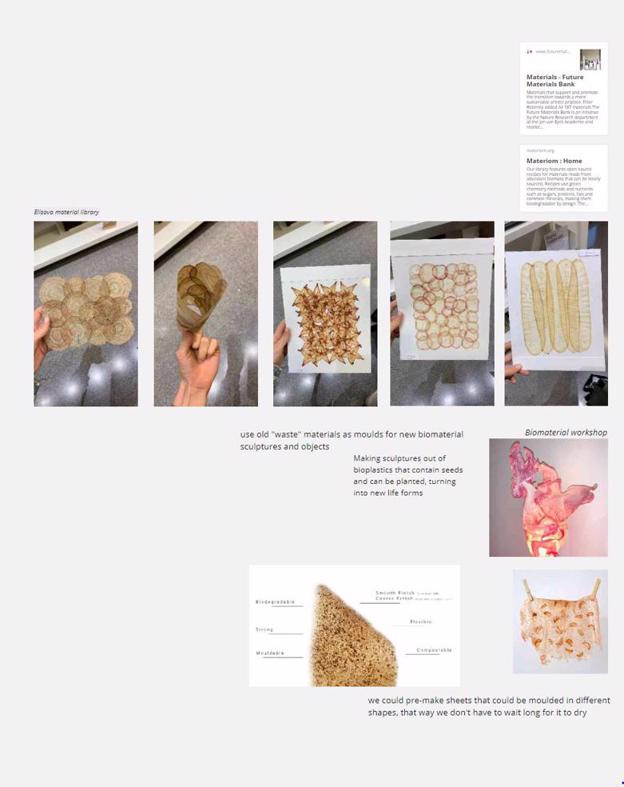 Materials - Future
Materials Bank
Materials that support and promote
the transition towards a more
sustainable artistic practice. Filter
Recently added All 187 materials The
Future Materials Bank is an initiative
by the Nature Research department
at the Jan van Eyck Academie and
materiom.org
Materiom : Home
Our library features open source
recipes for materials made from
abundant biomass that can be locally
sourced. Recipes use green
chemistry methods and nutrients
such as sugars, proteins, fats and
common minerals, making them
biodegradable by design. The...
Elisava material library
use old "waste" materials as moulds for new biomaterial
sculptures and objects
Making sculptures out of
bioplastics that contain seeds
and can be planted, turning
into new life forms
Biomaterial workshop
Biodegradable
Strong
Mouldable
Smooth Finish
Coarse Finish
Flexible
Compostable
we could pre-make sheets that could be moulded in different
shapes, that way we don't have to wait long for it to dry